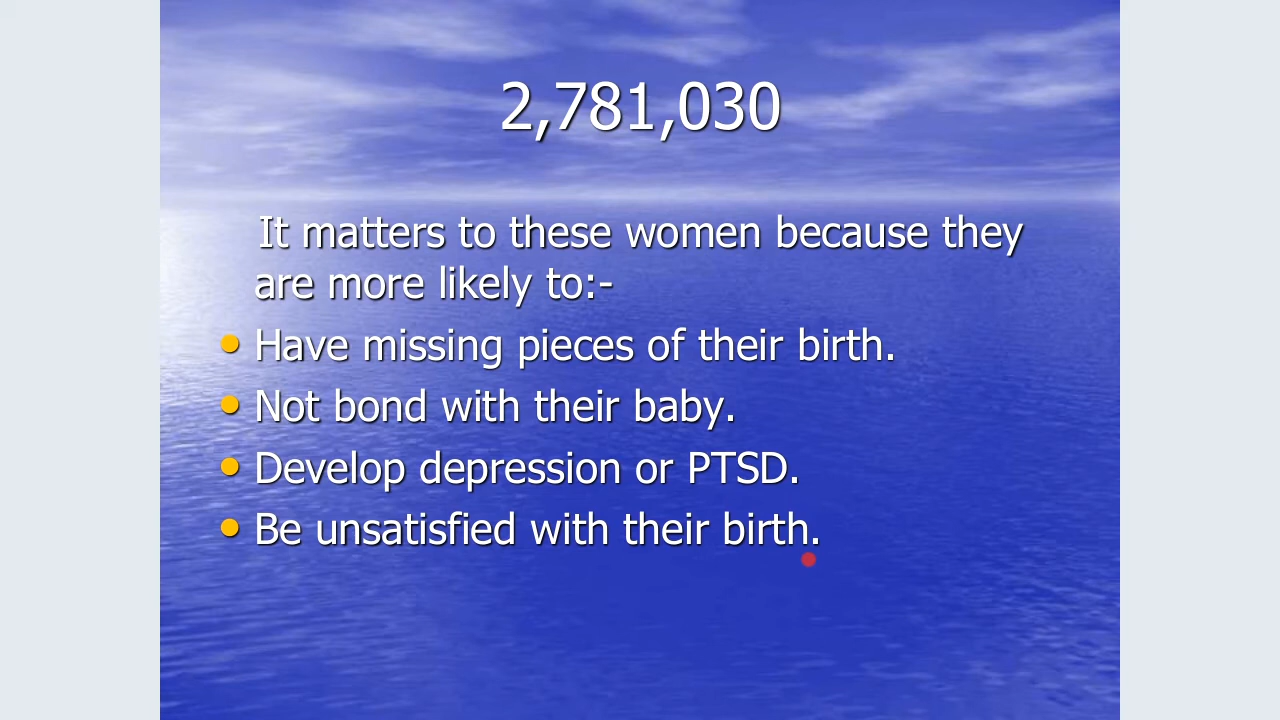 2,781,030
It matters to these women because they
are more likely to:-
Have missing pieces of their birth.
Not bond with their baby.
Develop depression or PTSD.
Be unsatisfied with their birth.